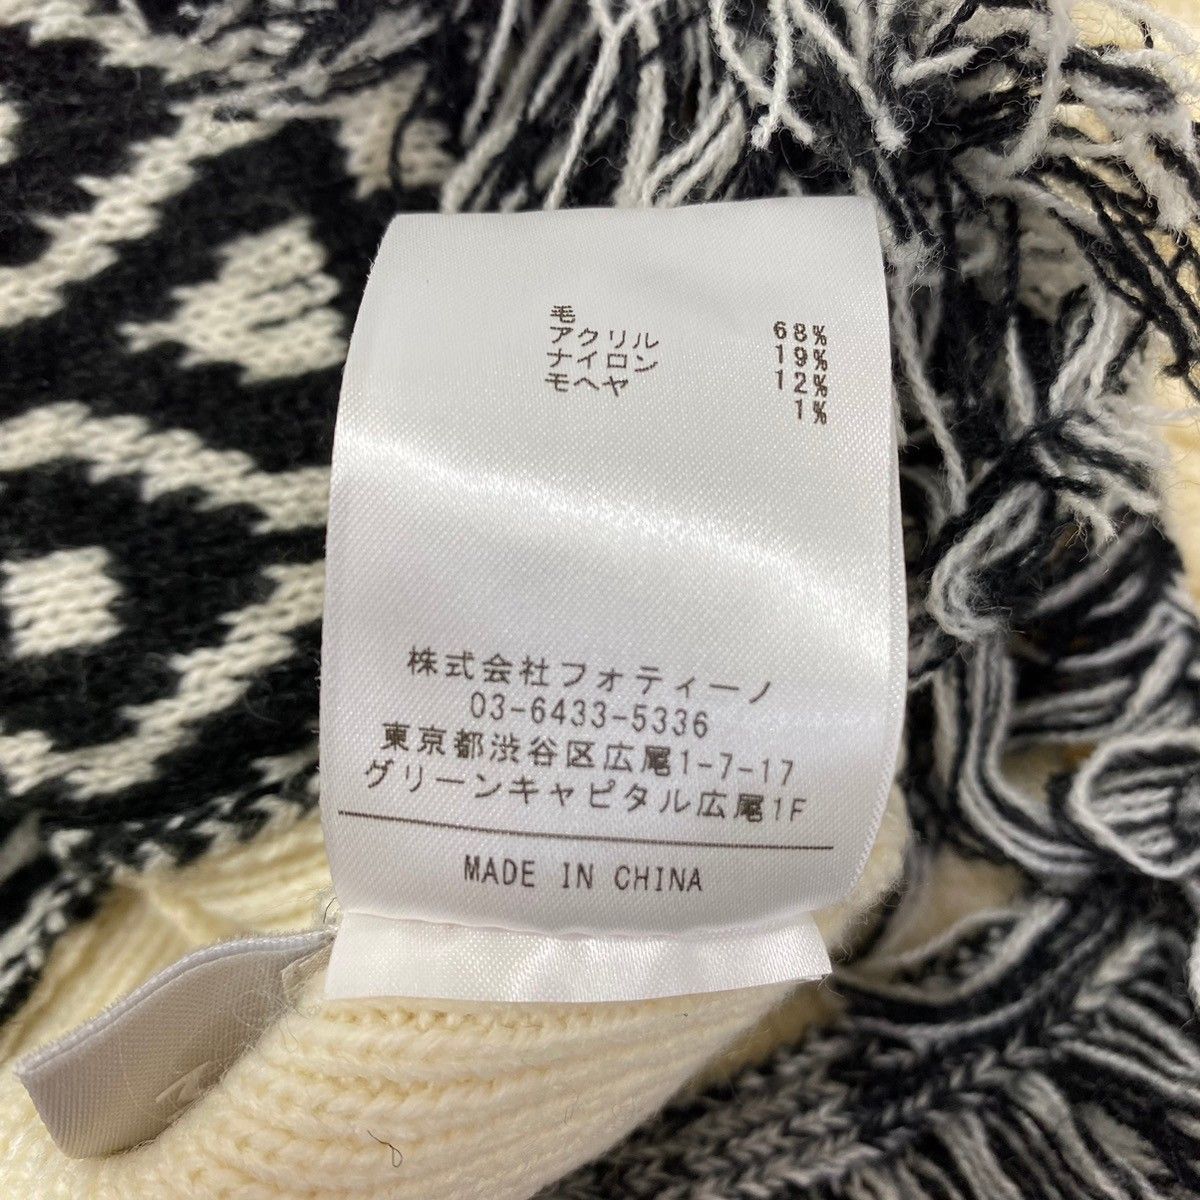 毛 68%
アクリル 19%
ナイロン 12%
モヘヤ 1%
株式会社フォティーノ
03-6433-5336
東京都渋谷区広尾1-7-17
グリーンキャピタル広尾1F
MADE IN CHINA